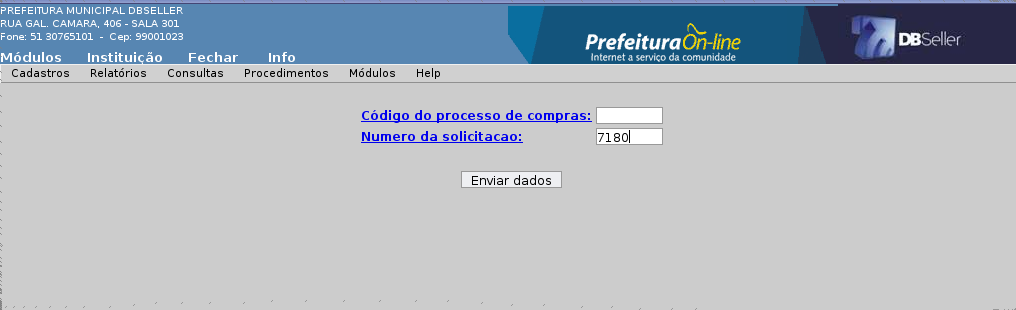 PREFEITURA MUNICIPAL DBSELLER
RUA GAL. CAMARA, 406 - SALA 301
Fone: 51 30765101 - Cep: 99001023
Prefeitura On-line
Internet a serviço da comunidade
DBSeller
Módulos Instituição Fechar Info
Cadastros Relatórios Consultas Procedimentos Módulos Help
Código do processo de compras:
Numero da solicitacao: 7180
Enviar dados